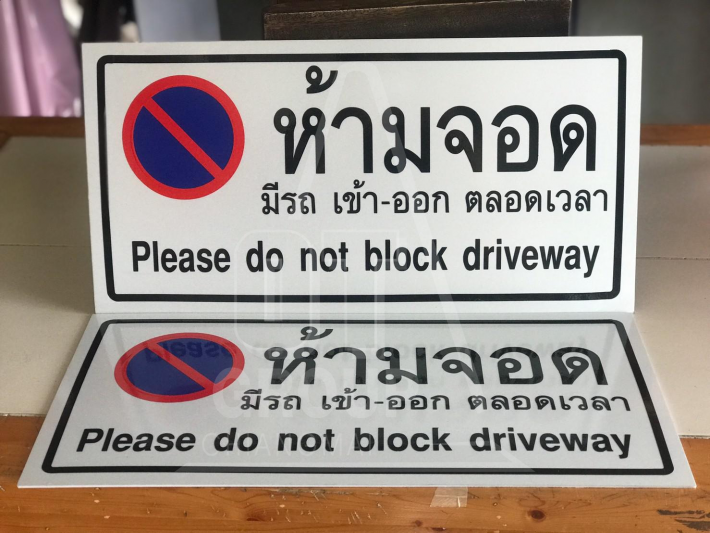 ห้ามจอด
มีรถ เข้า-ออก ตลอดเวลา
Please do not block driveway
ห้ามจอด
มีรถ เข้า-ออก ตลอดเวลา
Please do not block driveway